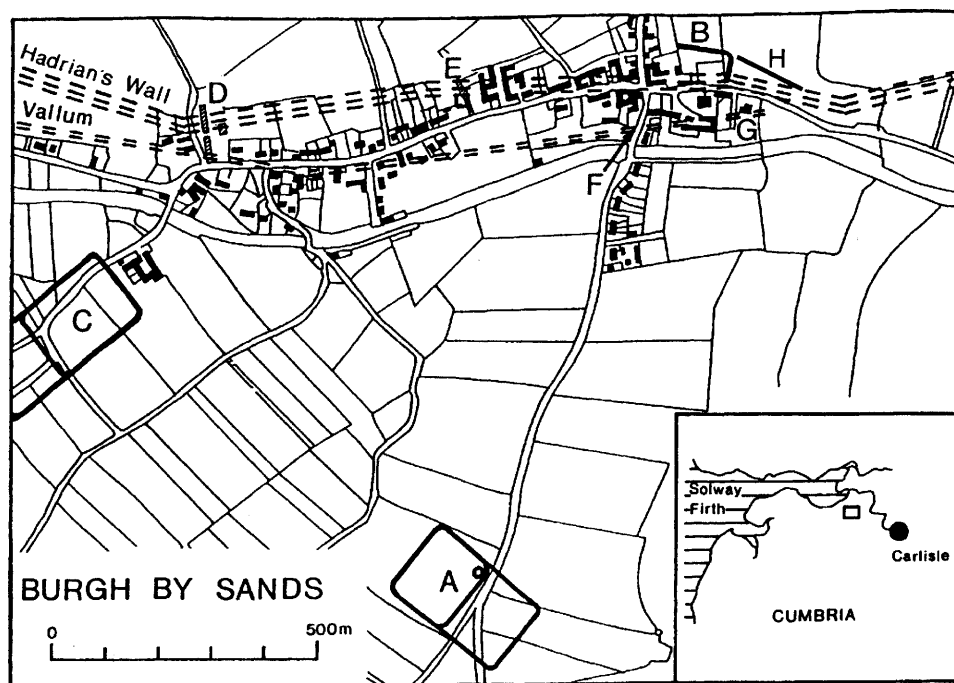 B
H
E
Hadrian's Wall
D
Vallum
G
F
C
A
BURGH BY SANDS
0
500m
Solway
Firth
Carlisle
CUMBRIA